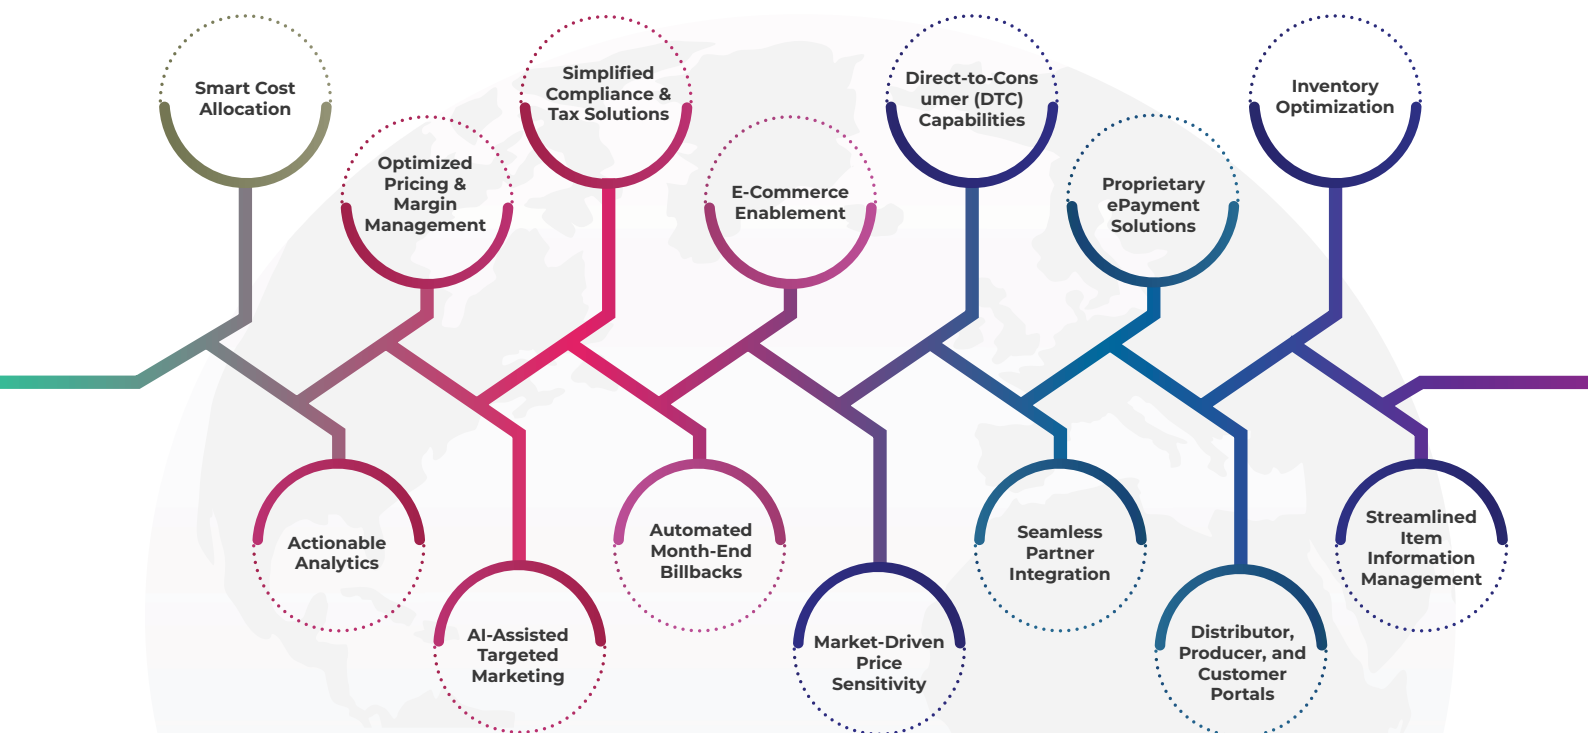 Smart Cost
Allocation
Optimized
Pricing &
Margin
Management
Simplified
Compliance &
Tax Solutions
E-Commerce
Enablement
Direct-to-Cons
umer (DTC)
Capabilities
Proprietary
ePayment
Solutions
Inventory
Optimization
Actionable
Analytics
AI-Assisted
Targeted
Marketing
Automated
Month-End
Billbacks
Market-Driven
Price
Sensitivity
Seamless
Partner
Integration
Distributor,
Producer, and
Customer
Portals
Streamlined
Item
Information
Management